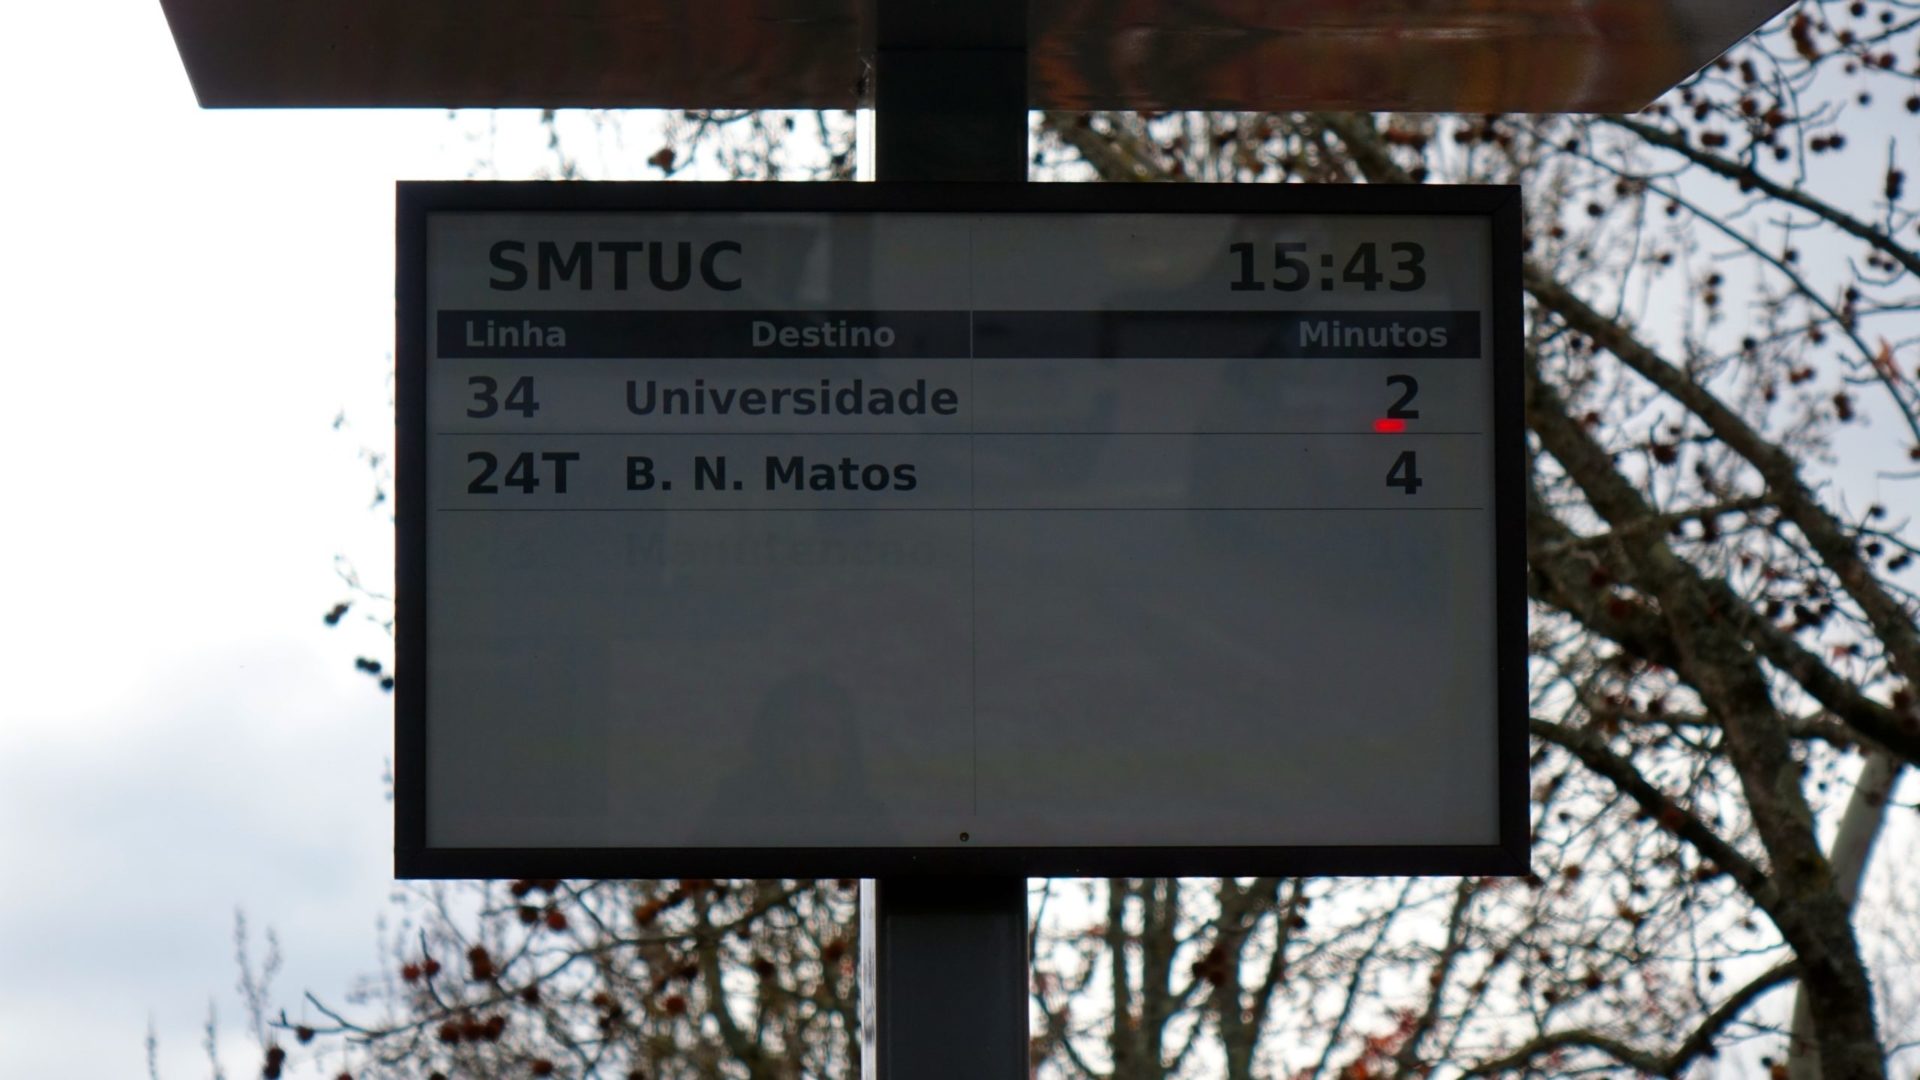 SMTUC 15:43
Linha Destino Minutos
34 Universidade 2
24T B. N. Matos 4